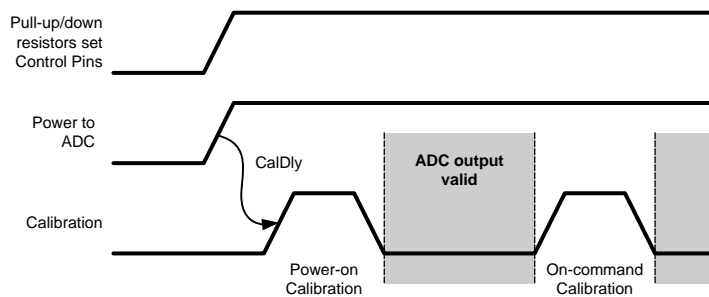 Pull-up/down
resistors set
Control Pins
Power to
ADC
CalDly
ADC output
valid
Calibration
Power-on
Calibration
On-command
Calibration